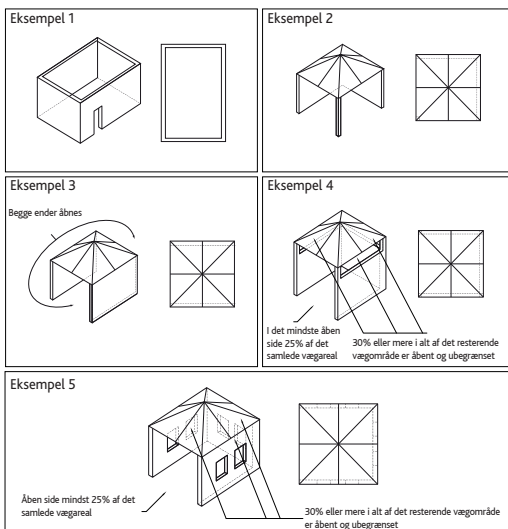 Eksempel 1
Eksempel 2
Eksempel 3
Begge ender åbnes
Eksempel 4
I det mindste åben
side 25% af det
samlede vægareal
30% eller mere i alt af det resterende
vægområde er åbent og ubegrænset
Eksempel 5
Åben side mindst 25% af det
samlede vægareal
30% eller mere i alt af det resterende vægområde
er åbent og ubegrænset